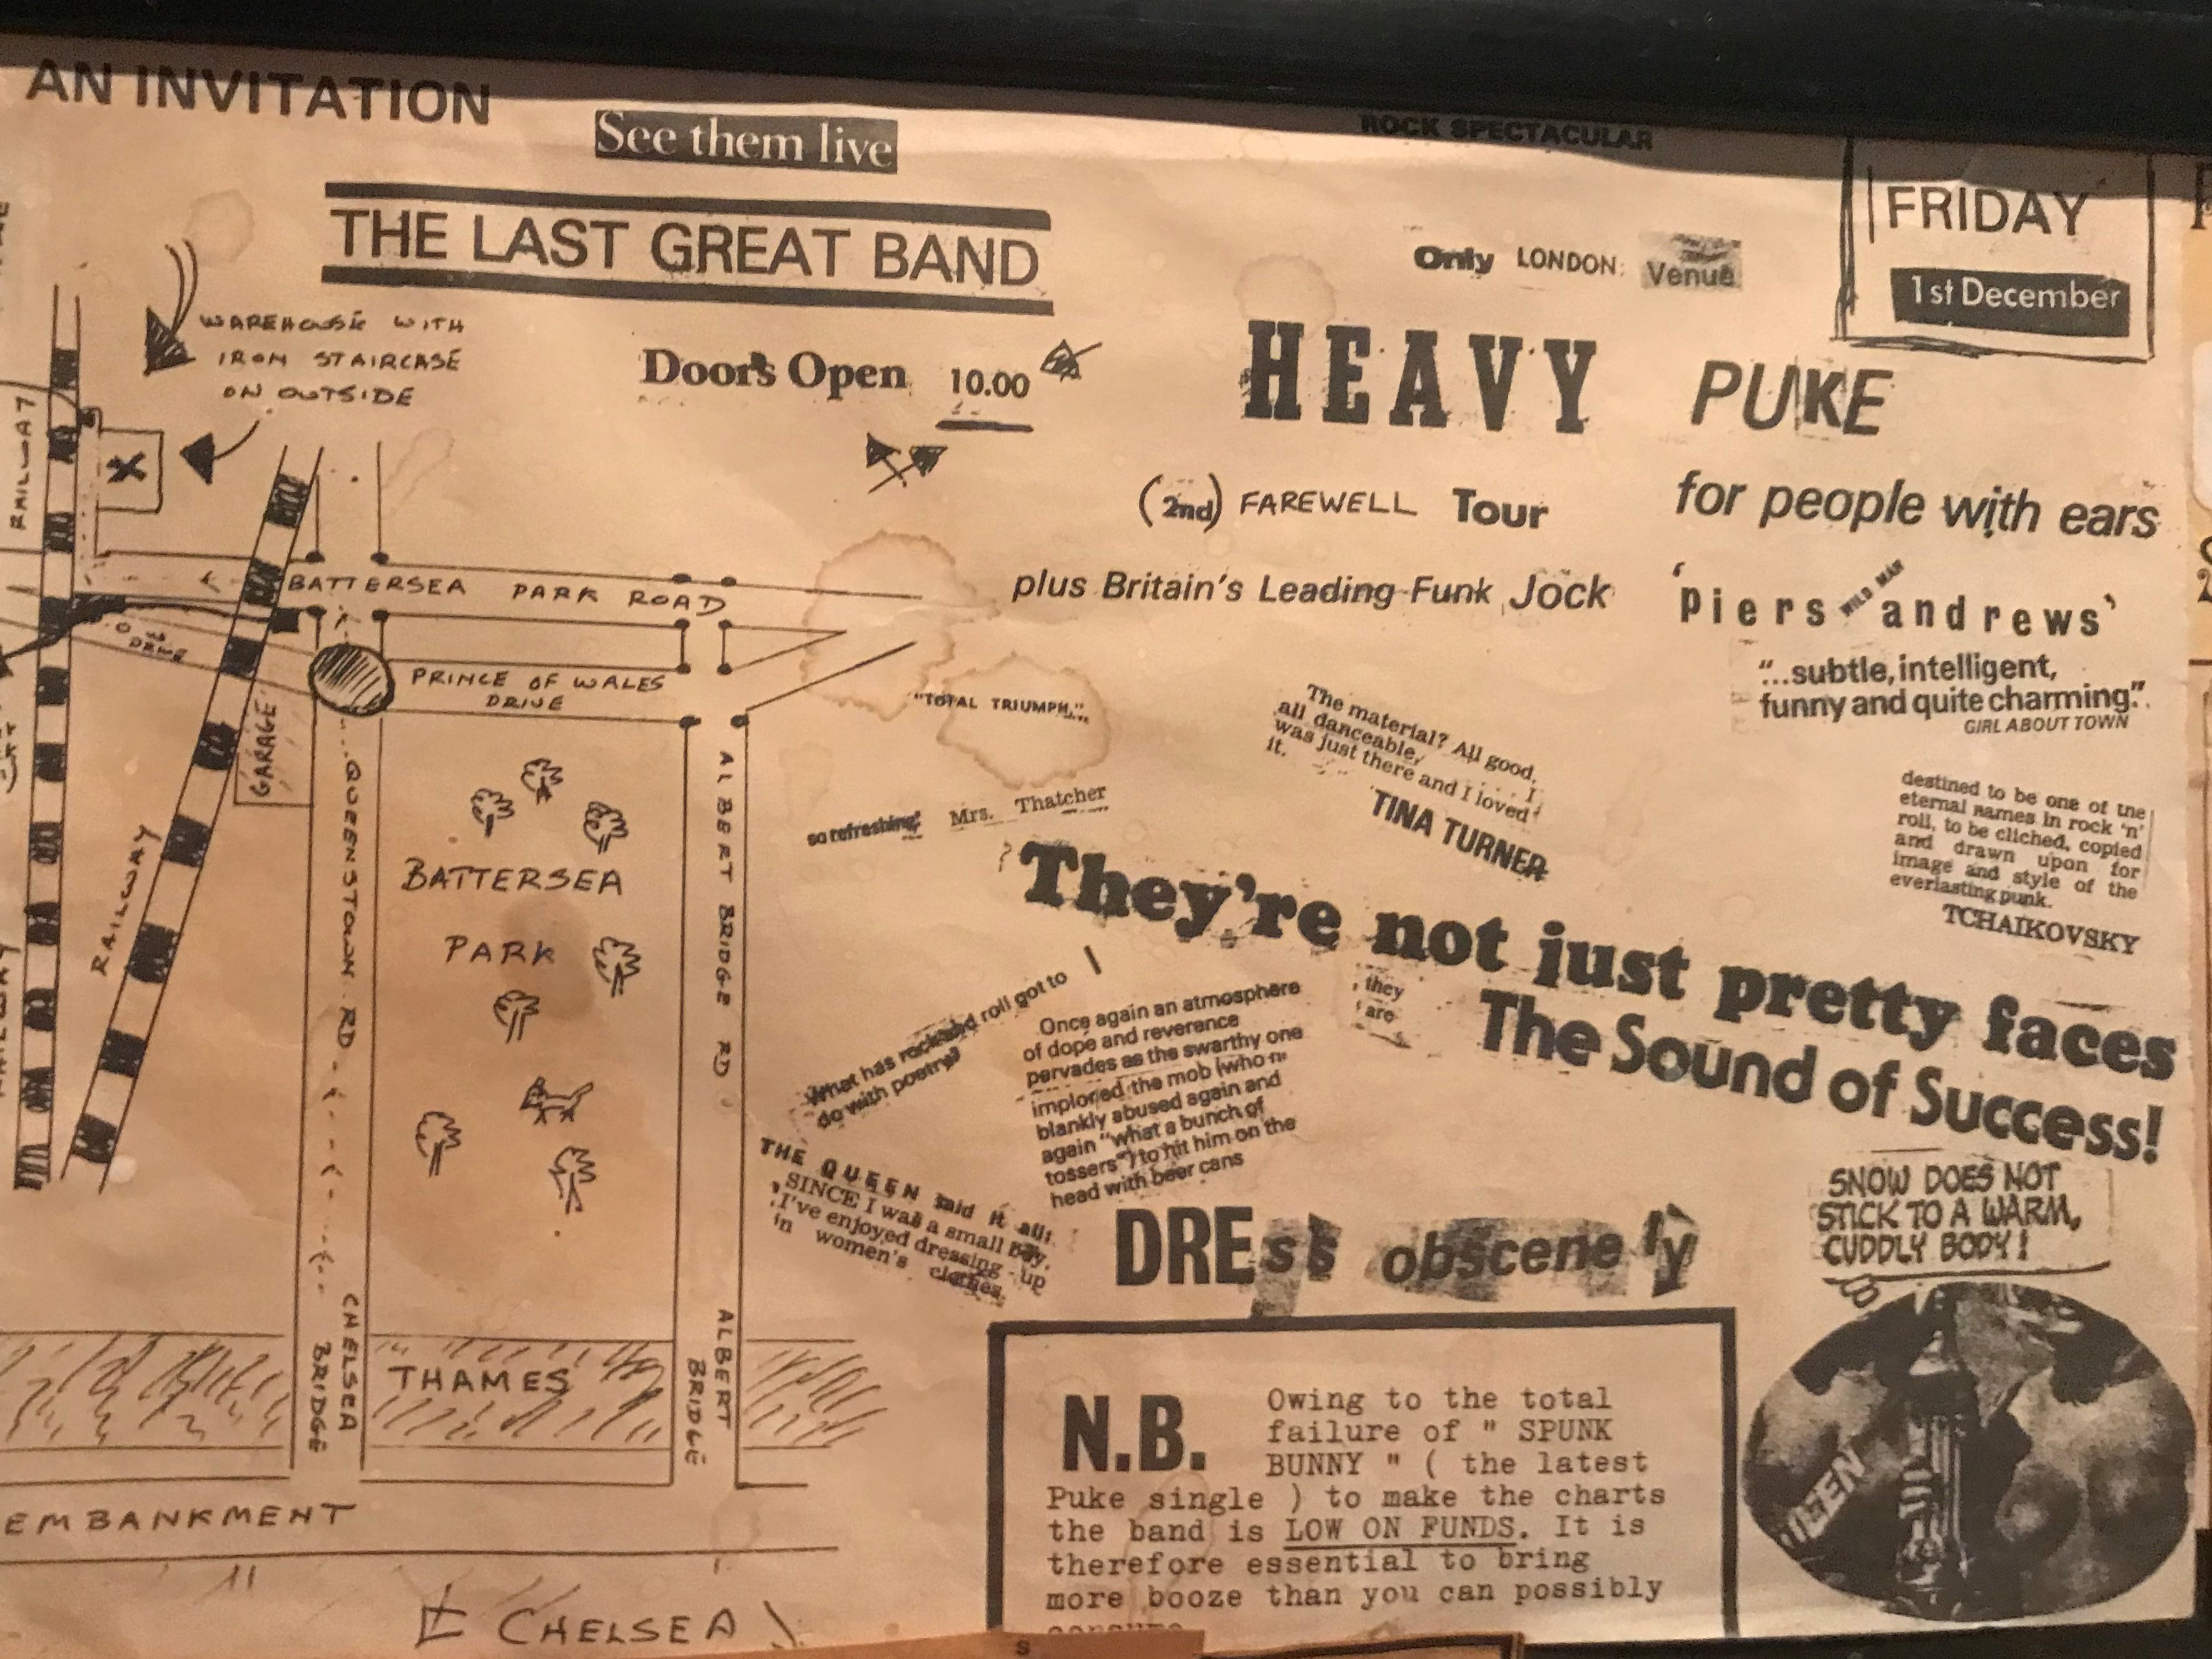 AN INVITATION
See them live
THE LAST GREAT BAND
ROCK SPECTACULAR
FRIDAY
1st December
Only LONDON Venue
WAREHOUSE WITH
IRON STAIRCASE
ON OUTSIDE
Doors Open 10.00
HEAVY PUKE
(2nd) FAREWELL Tour
for people with ears
plus Britain's Leading Funk Jock
'piers WILD MAN andrews'
"...subtle, intelligent,
funny and quite charming."
GIRL ABOUT TOWN
RAILWAY
X
BATTERSEA PARK ROAD
DRIVE
PRINCE OF WALES
DRIVE
GARAGE
QUEENSTOWN RD
ALBERT BRIDGE RD
RAILWAY
BATTERSEA
PARK
CHELSEA
BRIDGE
ALBERT
BRIDGE
THAMES
EMBANKMENT
CHELSEA
"TOTAL TRIUMPH,"
The material? All good,
all danceable, . . . I
was just there and I loved
it.
TINA TURNER
so refreshing! Mrs. Thatcher
destined to be one of the
eternal names in rock 'n'
roll, to be cliched, copied
and drawn upon for
image and style of the
everlasting punk.
TCHAIKOVSKY
They're not just pretty faces
they
are
The Sound of Success!
What has rock and roll got to
do with poetry?
Once again an atmosphere
of dope and reverence
pervades as the swarthy one
implored the mob (who
blankly abused again and
again "what a bunch of
tossers") to hit him on the
head with beer cans
THE QUEEN said it all:
SINCE I was a small boy,
I've enjoyed dressing-up
in women's clothes.
DREss obscenely
SNOW DOES NOT
STICK TO A WARM,
CUDDLY BODY!
N.B. Owing to the total
failure of " SPUNK
BUNNY " ( the latest
Puke single ) to make the charts
the band is LOW ON FUNDS. It is
therefore essential to bring
more booze than you can possibly